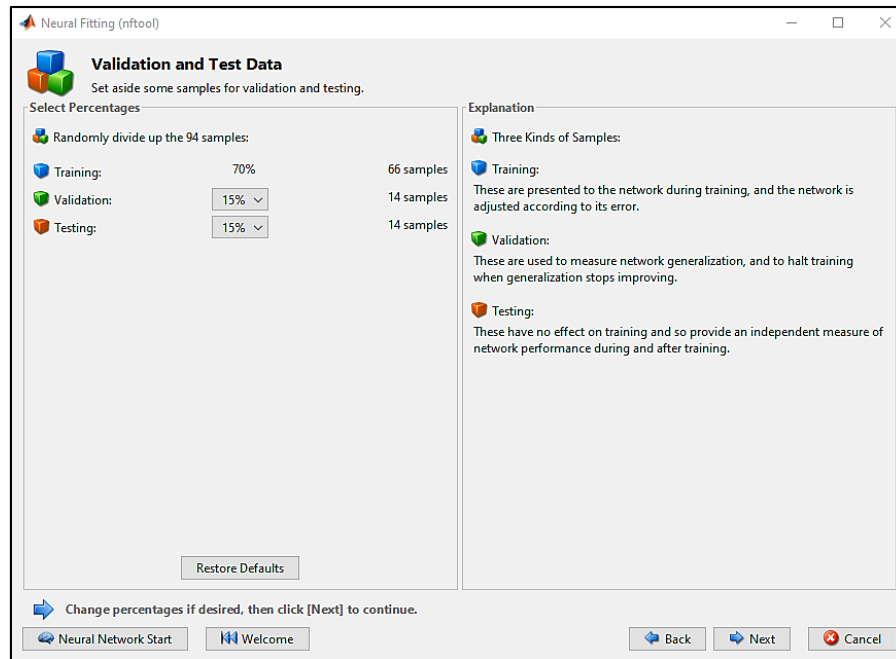 Neural Fitting (nftool)
Validation and Test Data
Set aside some samples for validation and testing.
Select Percentages
Randomly divide up the 94 samples:
Training: 70% 66 samples
Validation: 15% 14 samples
Testing: 15% 14 samples
Restore Defaults
Explanation
Three Kinds of Samples:
Training:
These are presented to the network during training, and the network is
adjusted according to its error.
Validation:
These are used to measure network generalization, and to halt training
when generalization stops improving.
Testing:
These have no effect on training and so provide an independent measure of
network performance during and after training.
Change percentages if desired, then click [Next] to continue.
Neural Network Start Welcome Back Next Cancel